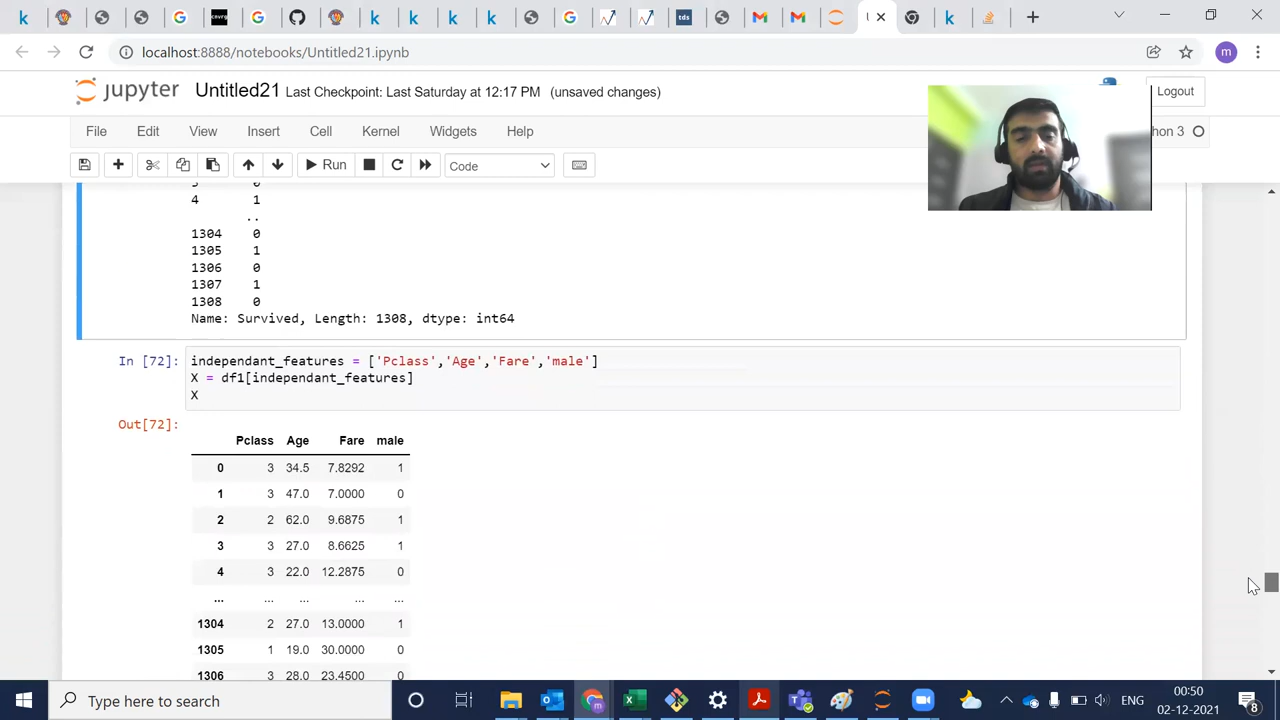 tds
localhost:8888/notebooks/Untitled21.ipynb
m
jupyter Untitled21 Last Checkpoint: Last Saturday at 12:17 PM (unsaved changes)
Logout
File Edit View Insert Cell Kernel Widgets Help
hon 3
Run Code
4 1
..
1304 0
1305 1
1306 0
1307 1
1308 0
Name: Survived, Length: 1308, dtype: int64
In [72]: independant_features = ['Pclass','Age','Fare','male']
X = df1[independant_features]
X
Out[72]:
Pclass Age Fare male
0 3 34.5 7.8292 1
1 3 47.0 7.0000 0
2 2 62.0 9.6875 1
3 3 27.0 8.6625 1
4 3 22.0 12.2875 0
... ... ... ... ...
1304 2 27.0 13.0000 1
1305 1 19.0 30.0000 0
1306 3 28.0 23.4500 0
Type here to search
ENG
00:50
02-12-2021
8